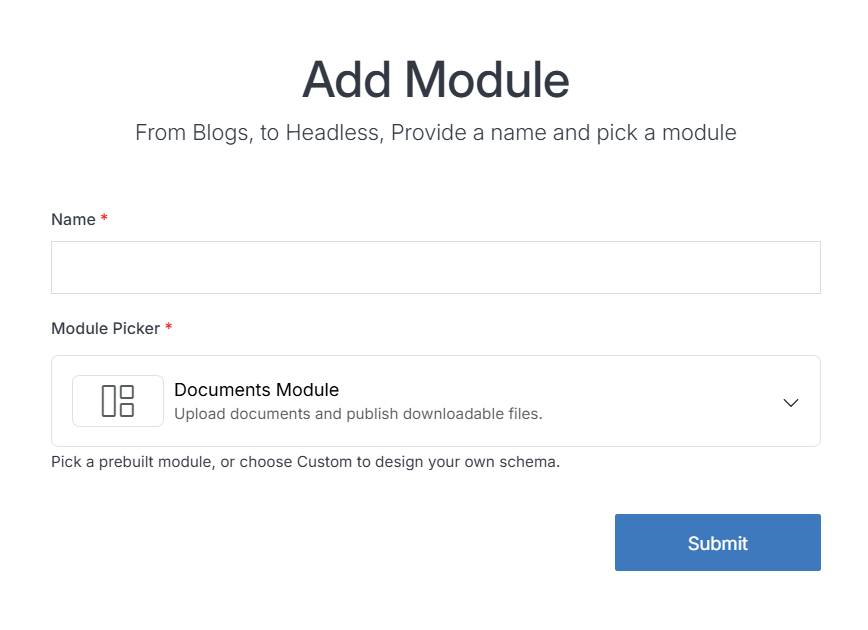 Add Module
From Blogs, to Headless, Provide a name and pick a module
Name *
Module Picker *
Documents Module
Upload documents and publish downloadable files.
Pick a prebuilt module, or choose Custom to design your own schema.
Submit